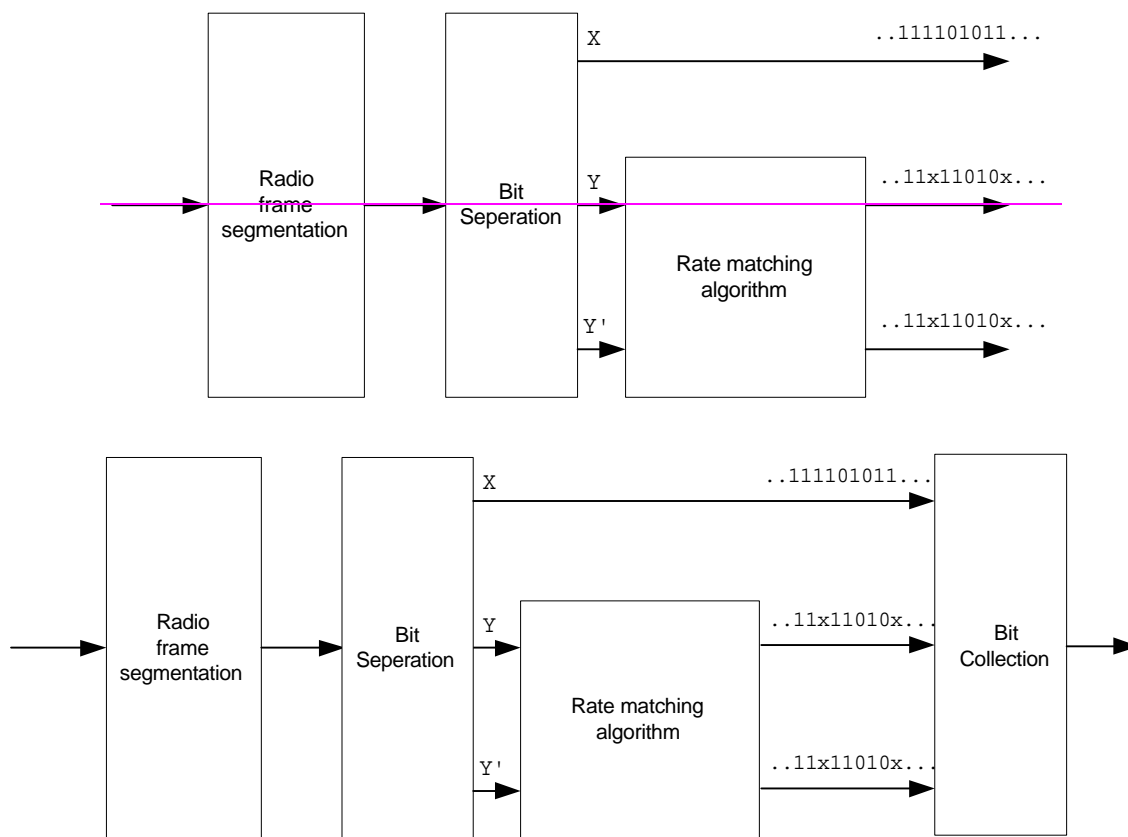 X
..111101011...
Radio
frame
segmentation
Bit
Seperation
Y
..11x11010x...
Rate matching
algorithm
Y'
..11x11010x...
X
..111101011...
Radio
frame
segmentation
Bit
Seperation
Y
..11x11010x...
Bit
Collection
Rate matching
algorithm
Y'
..11x11010x...